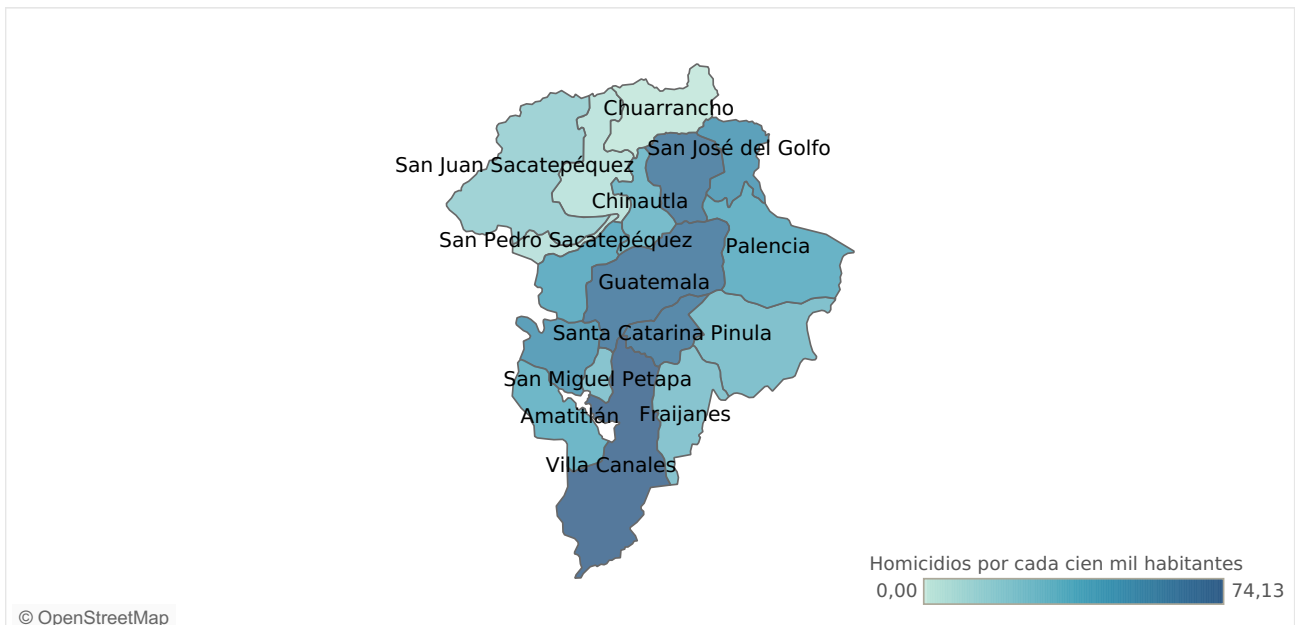 Chuarrancho
San José del Golfo
San Juan Sacatepéquez
Chinautla
San Pedro Sacatepéquez
Palencia
Guatemala
Santa Catarina Pinula
San Miguel Petapa
Amatitlán
Fraijanes
Villa Canales
Homicidios por cada cien mil habitantes
0,00
74,13
© OpenStreetMap